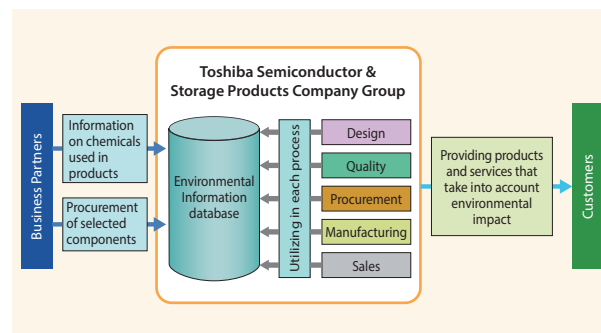 Toshiba Semiconductor &
Storage Products Company Group
Business Partners
Information
on chemicals
used in
products
Procurement
of selected
components
Environmental
Information
database
Utilizing in each process
Design
Quality
Procurement
Manufacturing
Sales
Providing products
and services that
take into account
environmental
impact
Customers